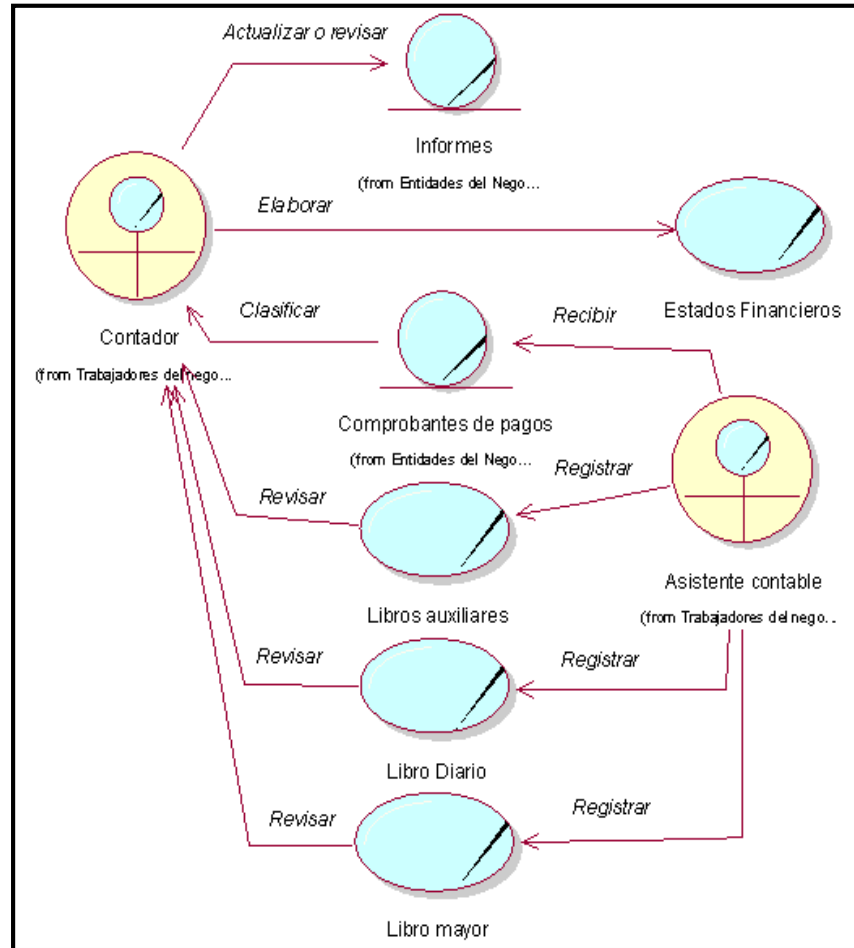 Actualizar o revisar
Informes
(from Entidades del Nego...
Elaborar
Estados Financieros
Clasificar
Recibir
Contador
(from Trabajadores del nego...
Comprobantes de pagos
(from Entidades del Nego...
Revisar
Registrar
Libros auxiliares
Asistente contable
(from Trabajadores del nego..
Revisar
Registrar
Libro Diario
Revisar
Registrar
Libro mayor